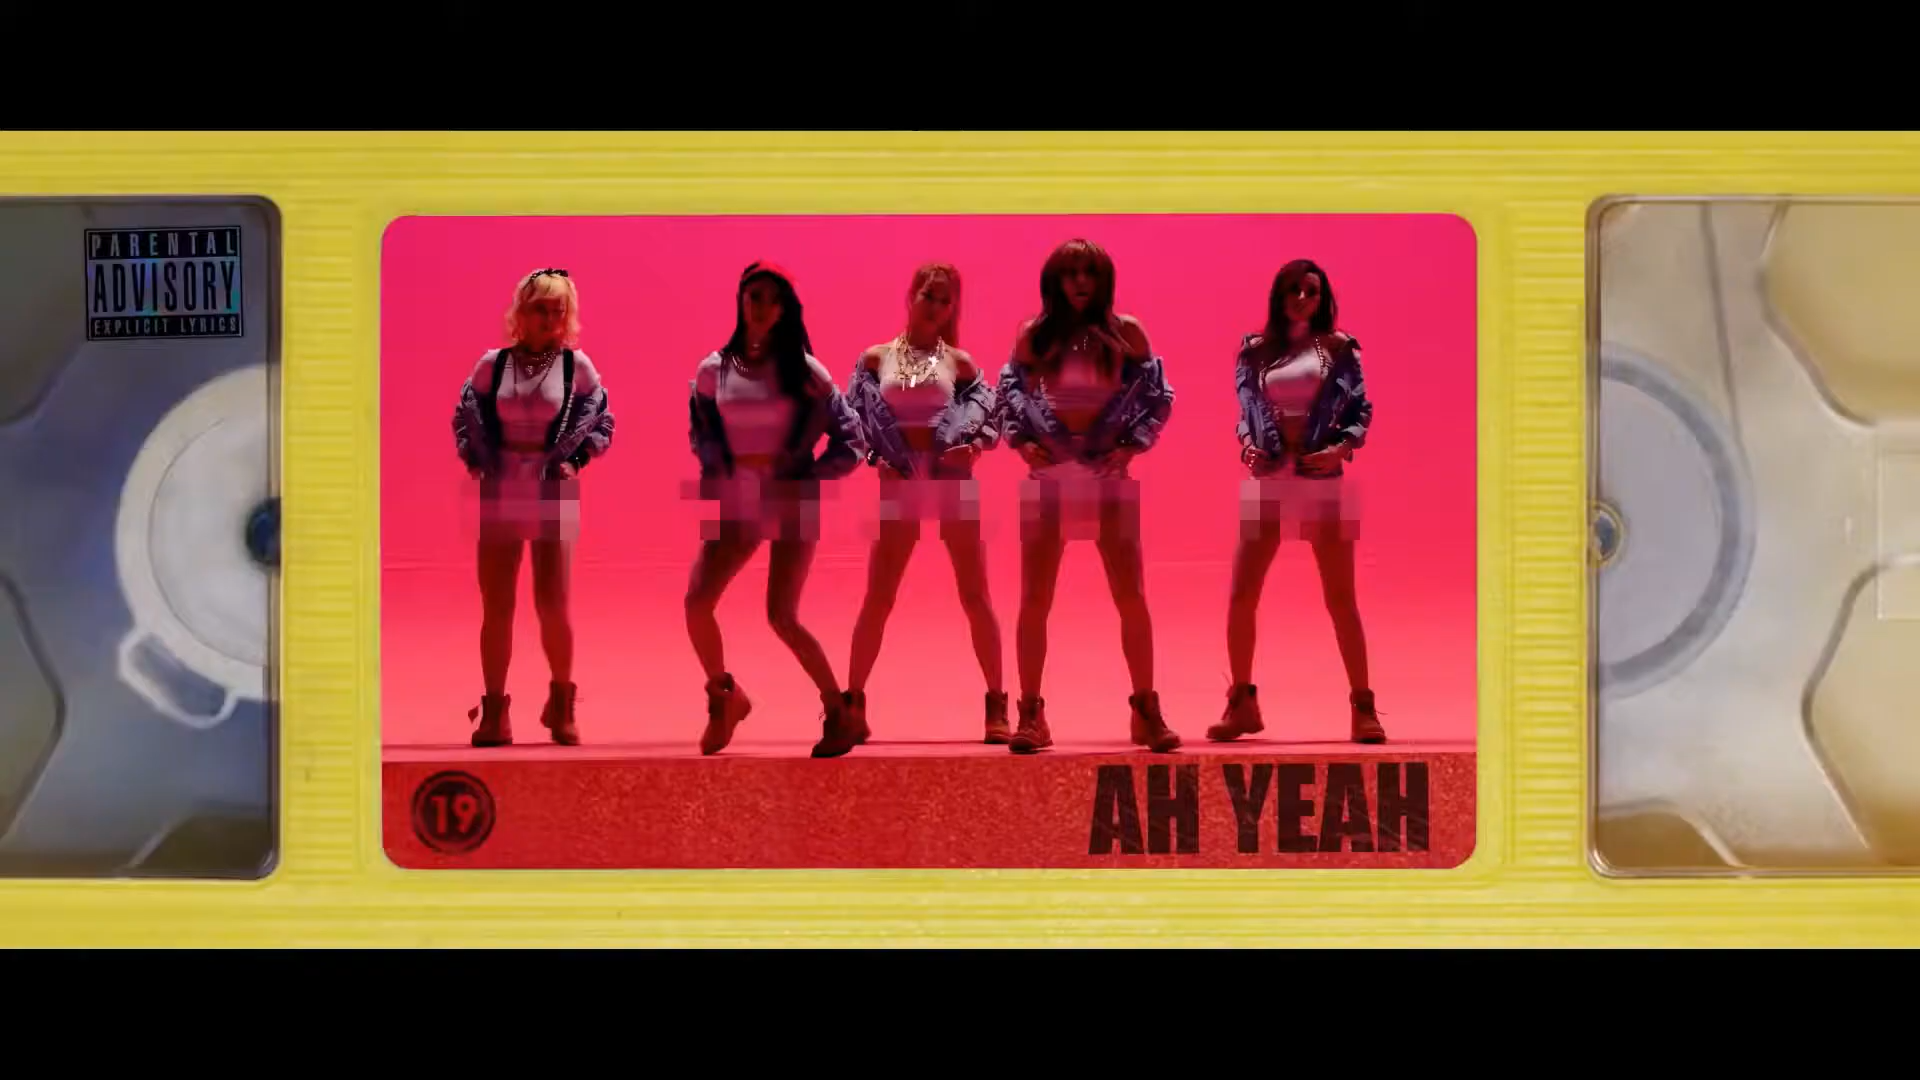 PARENTAL
ADVISORY
EXPLICIT LYRICS
19
AH YEAH